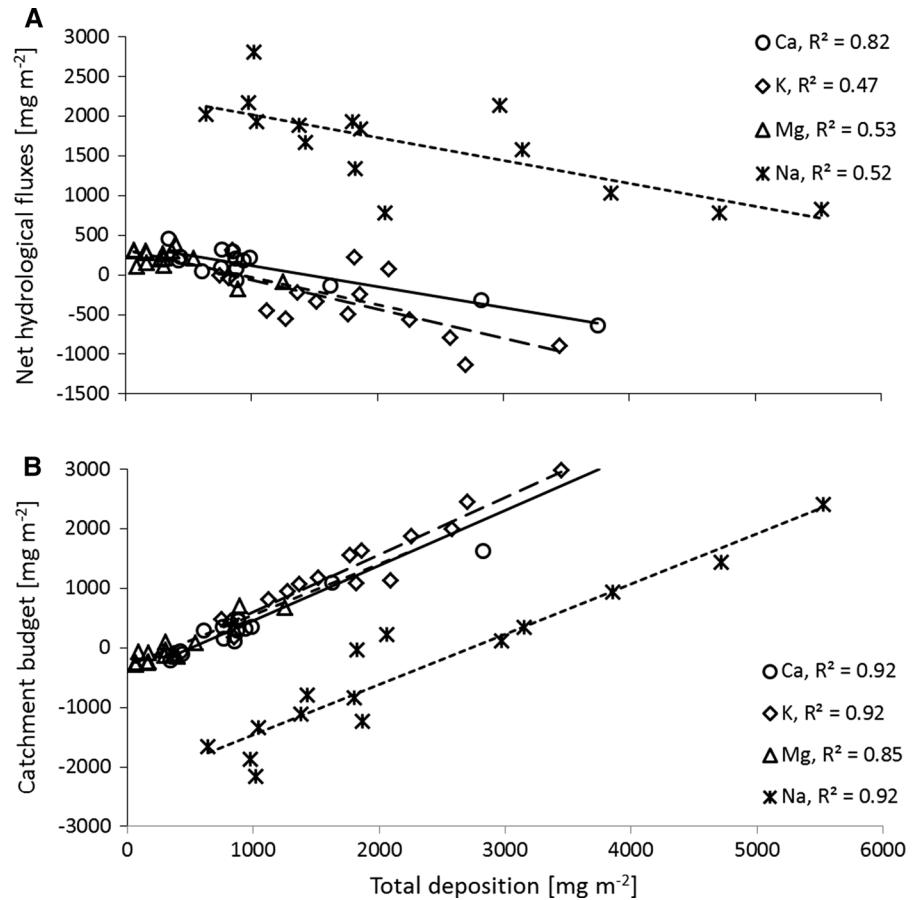 A
Net hydrological fluxes [mg m⁻²]
3000
2500
2000
1500
1000
500
0
-500
-1000
-1500
Ca, R² = 0.82
K, R² = 0.47
Mg, R² = 0.53
Na, R² = 0.52
B
Catchment budget [mg m⁻²]
3000
2000
1000
0
-1000
-2000
-3000
Ca, R² = 0.92
K, R² = 0.92
Mg, R² = 0.85
Na, R² = 0.92
0 1000 2000 3000 4000 5000 6000
Total deposition [mg m⁻²]